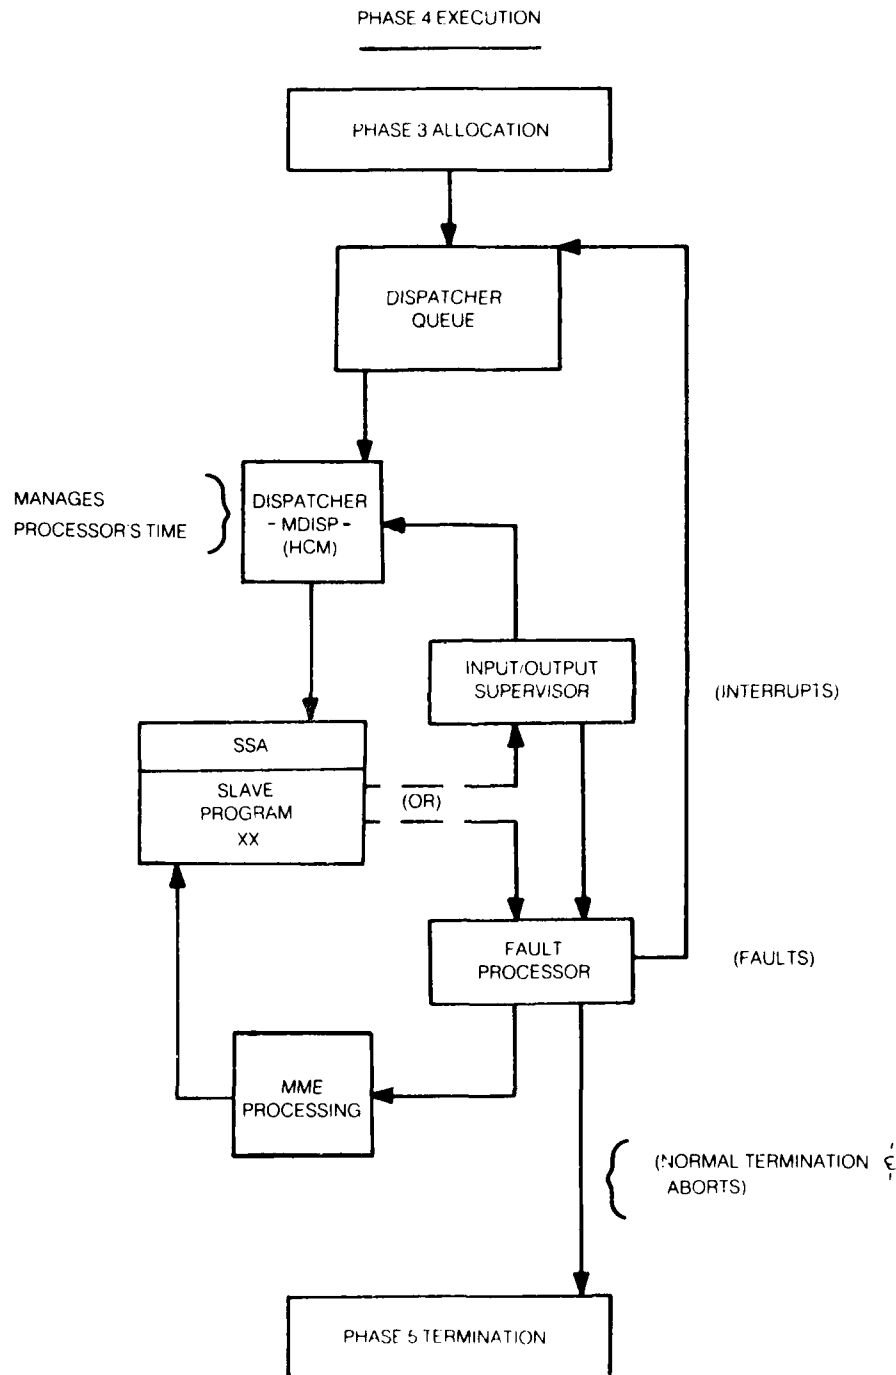 PHASE 4 EXECUTION
PHASE 3 ALLOCATION
DISPATCHER
QUEUE
MANAGES
PROCESSOR'S TIME
DISPATCHER
- MDISP -
(HCM)
INPUT/OUTPUT
SUPERVISOR
(INTERRUPTS)
SSA
SLAVE
PROGRAM
XX
(OR)
FAULT
PROCESSOR
(FAULTS)
MME
PROCESSING
(NORMAL TERMINATION &
ABORTS)
PHASE 5 TERMINATION